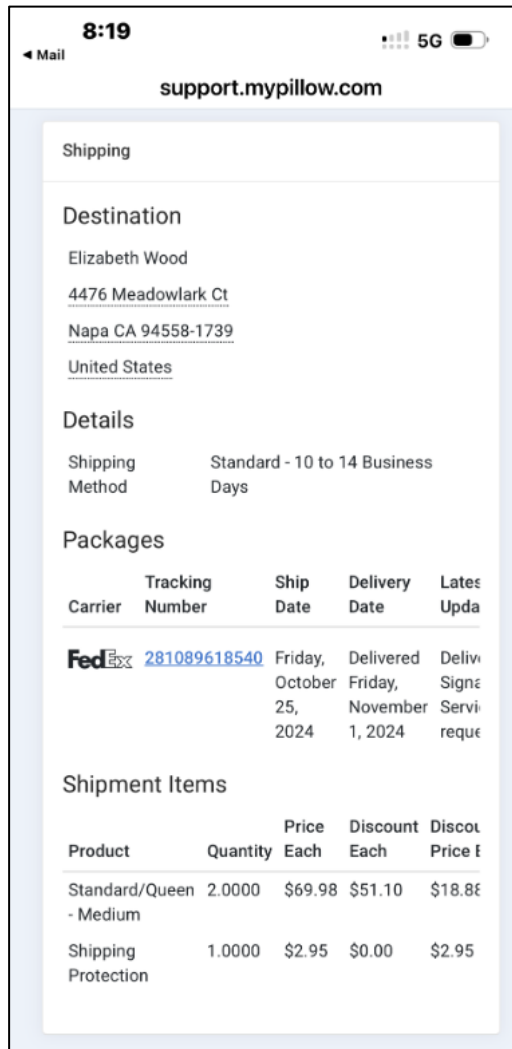 8:19
5G
◀ Mail
support.mypillow.com
Shipping
Destination
Elizabeth Wood
4476 Meadowlark Ct
Napa CA 94558-1739
United States
Details
Shipping Method Standard - 10 to 14 Business Days
Packages
Carrier Tracking Number Ship Date Delivery Date
FedEx 281089618540 Friday, October 25, 2024 Delivered Friday, November 1, 2024
Shipment Items
Product Quantity Price Each Discount Each
Standard/Queen - Medium 2.0000 $69.98 $51.10 $18.88
Shipping Protection 1.0000 $2.95 $0.00 $2.95